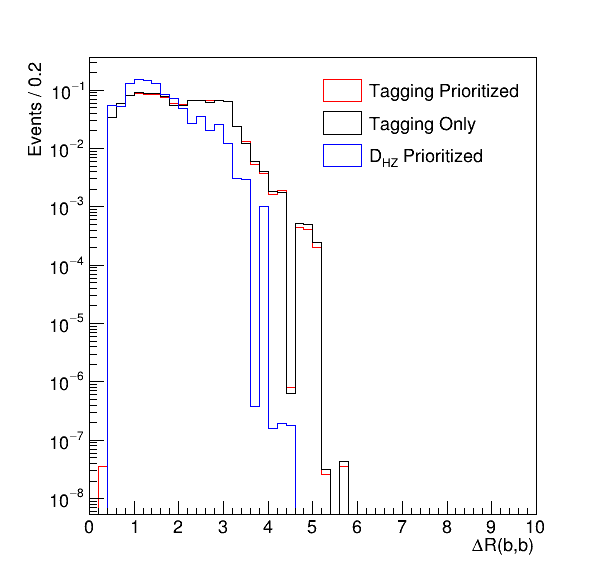 Events / 0.2
Tagging Prioritized
Tagging Only
D_HZ Prioritized
10⁻¹
10⁻²
10⁻³
10⁻⁴
10⁻⁵
10⁻⁶
10⁻⁷
10⁻⁸
0 1 2 3 4 5 6 7 8 9 10
ΔR(b,b)